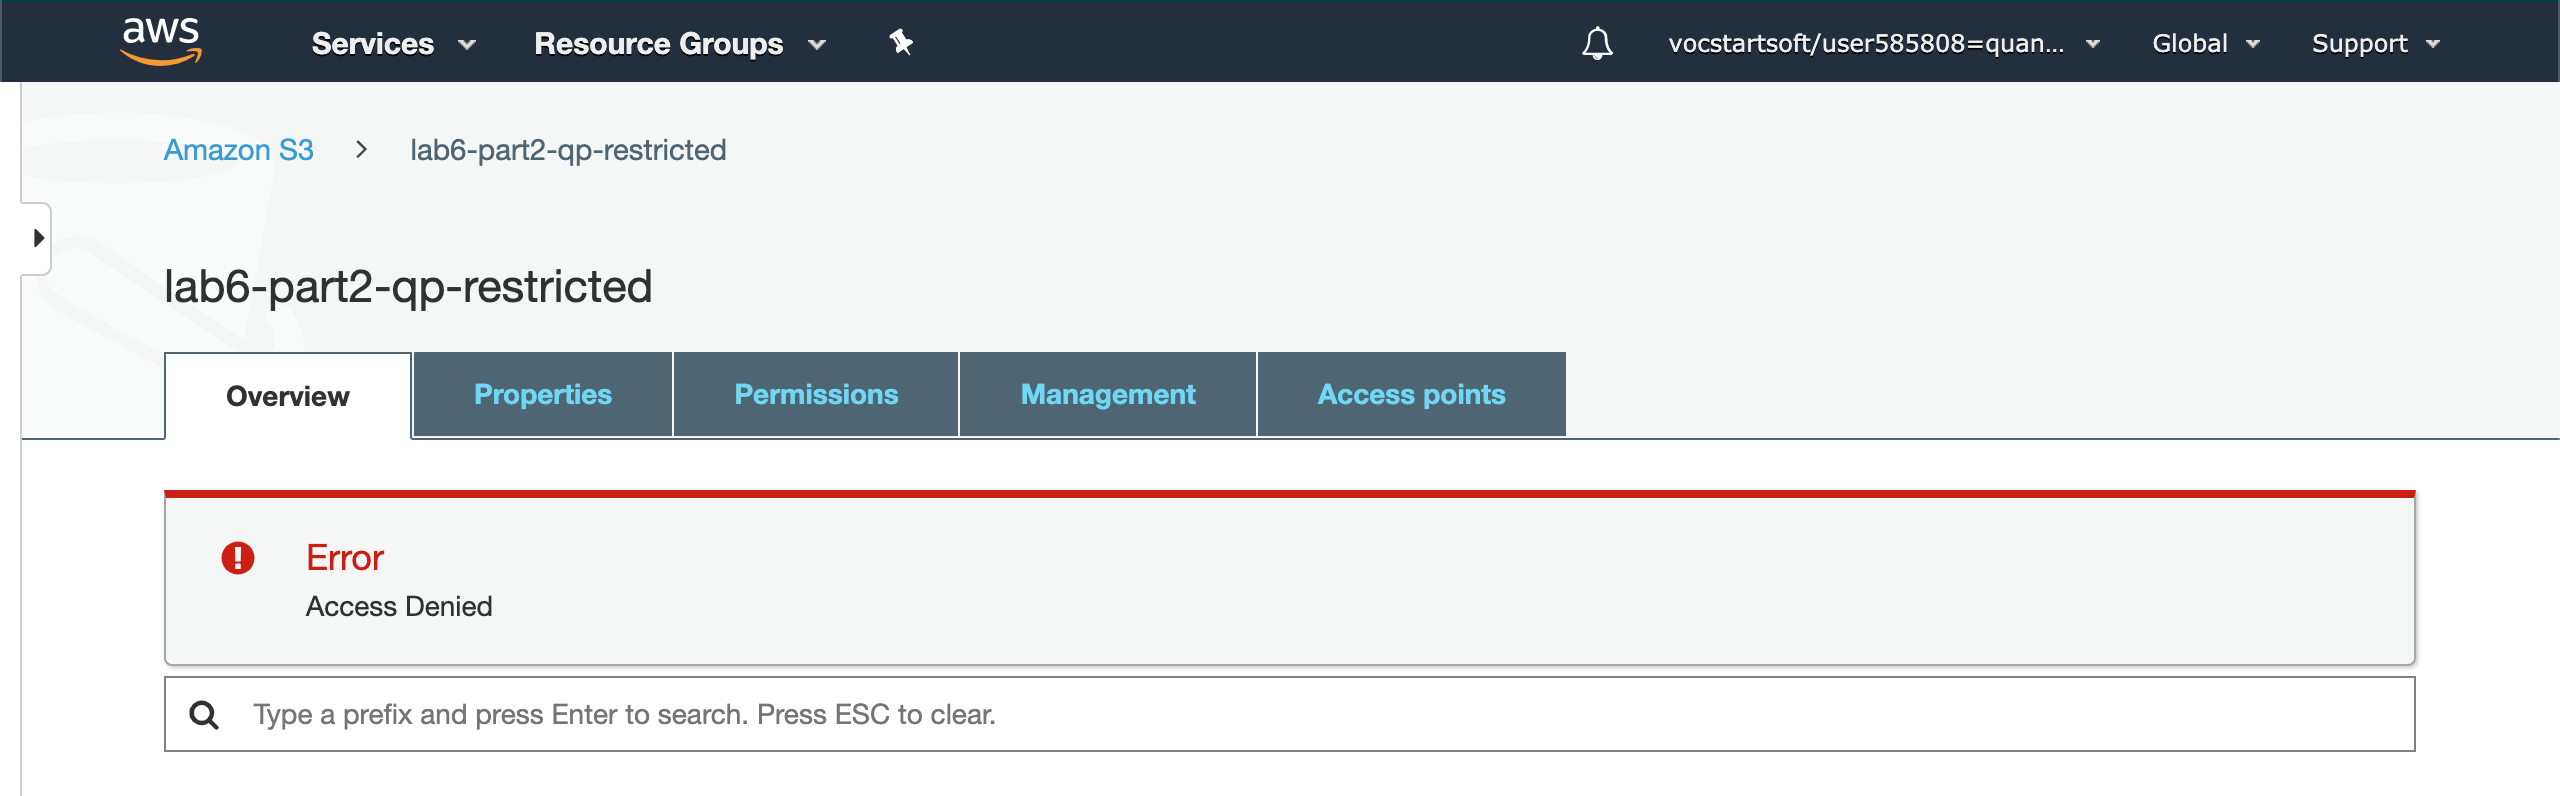 aws Services Resource Groups vocstartsoft/user585808=quan... Global Support
Amazon S3 > lab6-part2-qp-restricted
lab6-part2-qp-restricted
Overview Properties Permissions Management Access points
Error
Access Denied
Type a prefix and press Enter to search. Press ESC to clear.